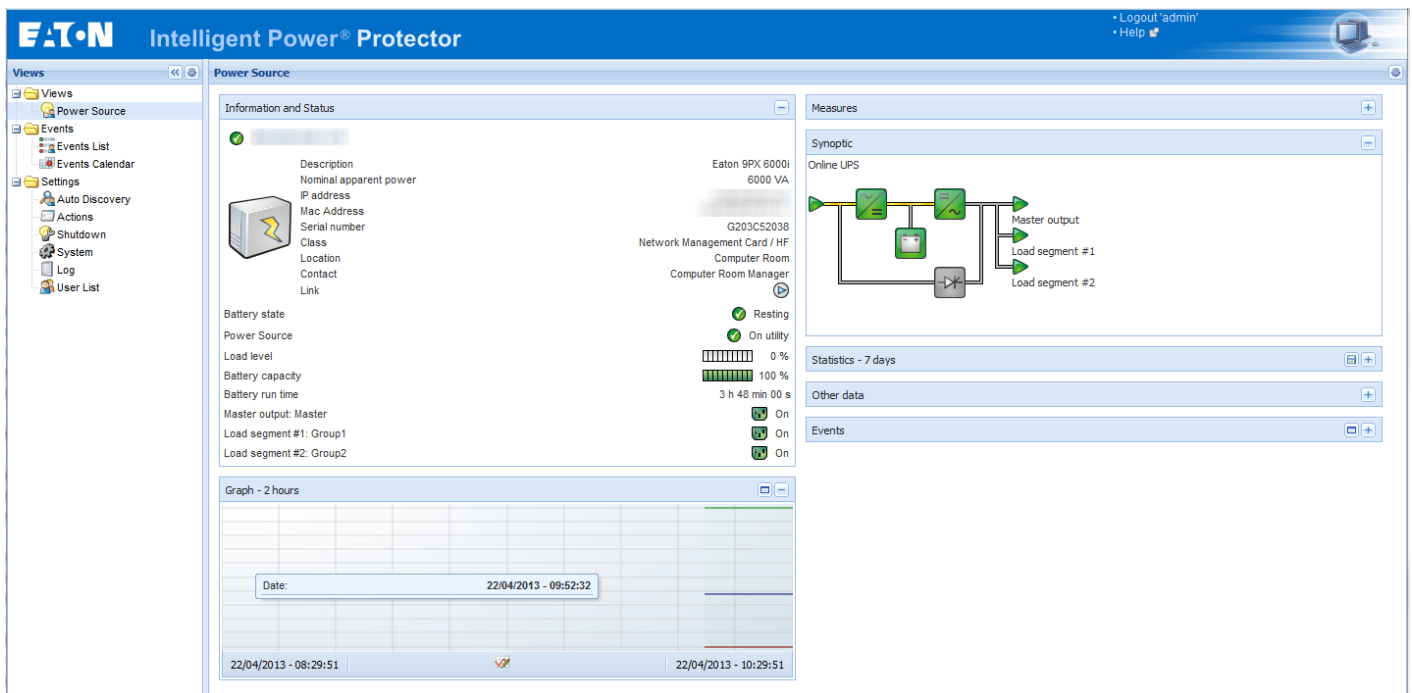 EATON Intelligent Power® Protector
• Logout 'admin'
• Help
Views
Power Source
Views
Power Source
Events
Events List
Events Calendar
Settings
Auto Discovery
Actions
Shutdown
System
Log
User List
Information and Status
Description Eaton 9PX 6000i
Nominal apparent power 6000 VA
IP address
Mac Address
Serial number G203C52038
Class Network Management Card / HF
Location Computer Room
Contact Computer Room Manager
Link
Battery state Resting
Power Source On utility
Load level 0 %
Battery capacity 100 %
Battery run time 3 h 48 min 00 s
Master output: Master On
Load segment #1: Group1 On
Load segment #2: Group2 On
Graph - 2 hours
Date: 22/04/2013 - 09:52:32
22/04/2013 - 08:29:51 22/04/2013 - 10:29:51
Measures
Synoptic
Online UPS
Master output
Load segment #1
Load segment #2
Statistics - 7 days
Other data
Events